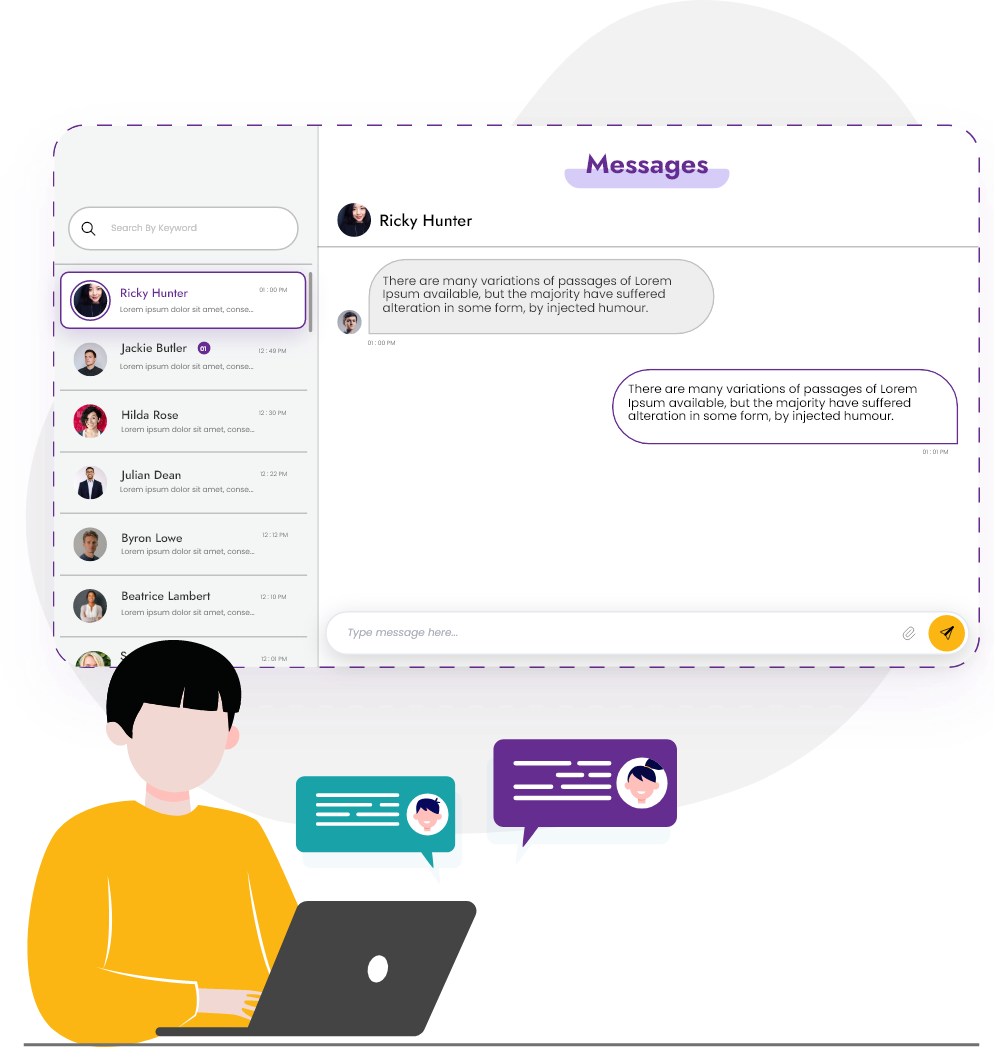 Messages
Search By Keyword
Ricky Hunter
01 : 00 PM
Lorem ipsum dolor sit amet, conse...
Jackie Butler
01
12 : 49 PM
Lorem ipsum dolor sit amet, conse...
Hilda Rose
12 : 30 PM
Lorem ipsum dolor sit amet, conse...
Julian Dean
12 : 22 PM
Lorem ipsum dolor sit amet, conse...
Byron Lowe
12 : 12 PM
Lorem ipsum dolor sit amet, conse...
Beatrice Lambert
12 : 10 PM
Lorem ipsum dolor sit amet, conse...
12 : 01 PM
Ricky Hunter
There are many variations of passages of Lorem
Ipsum available, but the majority have suffered
alteration in some form, by injected humour.
01 : 00 PM
There are many variations of passages of Lorem
Ipsum available, but the majority have suffered
alteration in some form, by injected humour.
01 : 01 PM
Type message here...